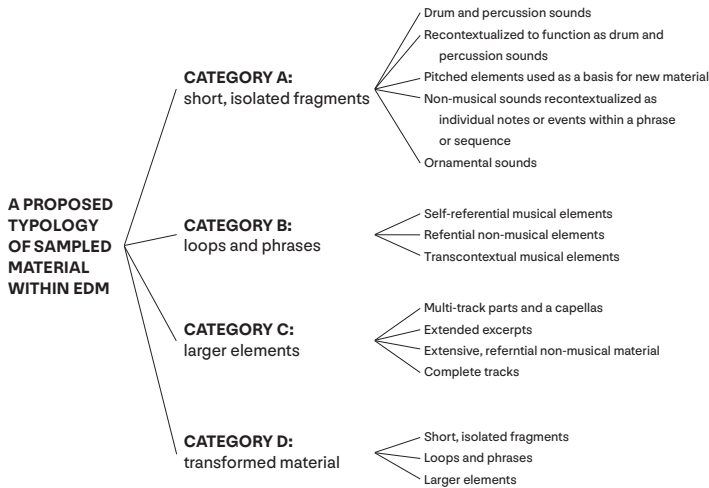 A PROPOSED
TYPOLOGY
OF SAMPLED
MATERIAL
WITHIN EDM
CATEGORY A:
short, isolated fragments
Drum and percussion sounds
Recontextualized to function as drum and
percussion sounds
Pitched elements used as a basis for new material
Non-musical sounds recontextualized as
individual notes or events within a phrase
or sequence
Ornamental sounds
CATEGORY B:
loops and phrases
Self-referential musical elements
Refential non-musical elements
Transcontextual musical elements
CATEGORY C:
larger elements
Multi-track parts and a capellas
Extended excerpts
Extensive, referntial non-musical material
Complete tracks
CATEGORY D:
transformed material
Short, isolated fragments
Loops and phrases
Larger elements